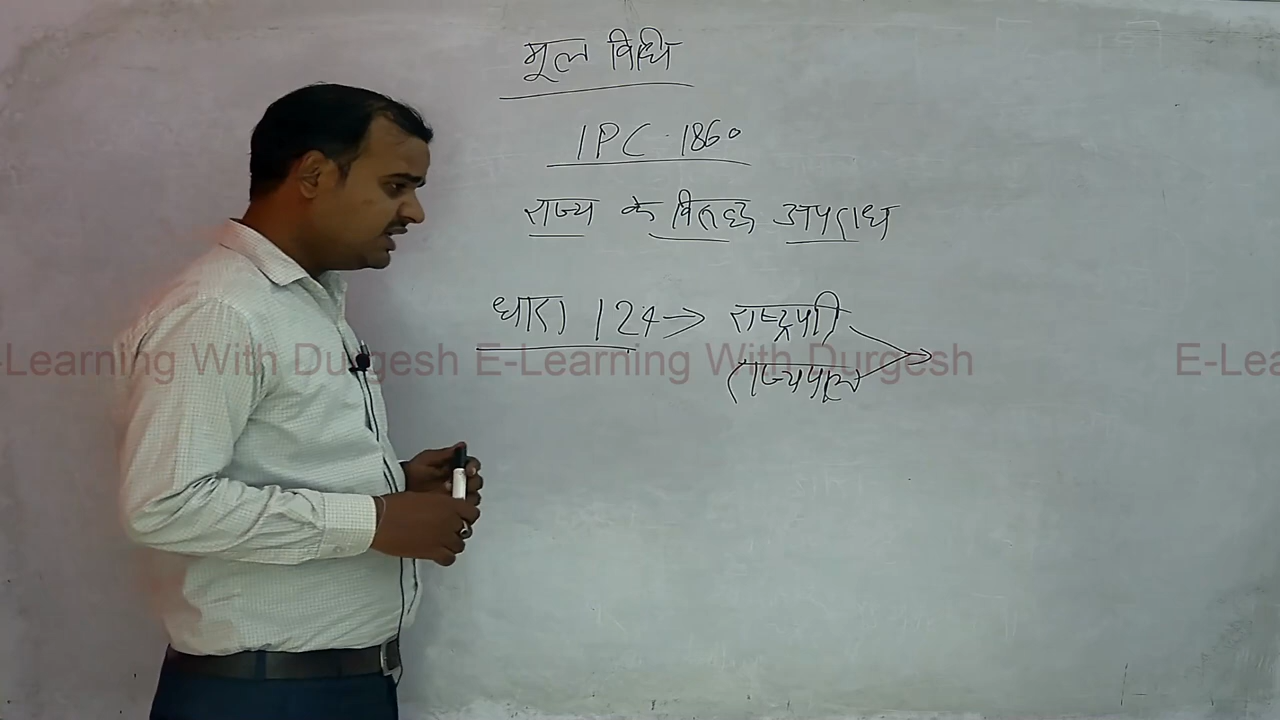 मूल विधि
IPC. 1860
राज्य के विरुद्ध अपराध
धारा 124 → राष्ट्रपति
राज्यपाल
-Learning With Durgesh E-Learning With Durgesh E-Lea